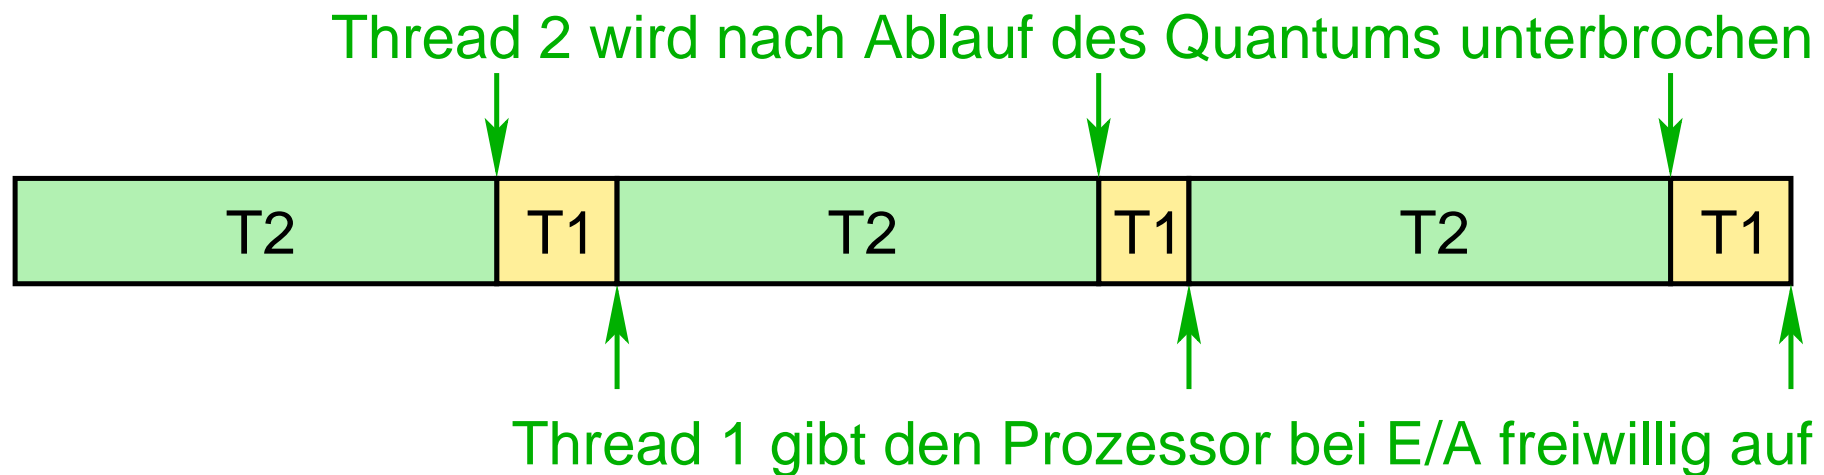 Thread 2 wird nach Ablauf des Quantums unterbrochen
T2 T1 T2 T1 T2 T1
Thread 1 gibt den Prozessor bei E/A freiwillig auf